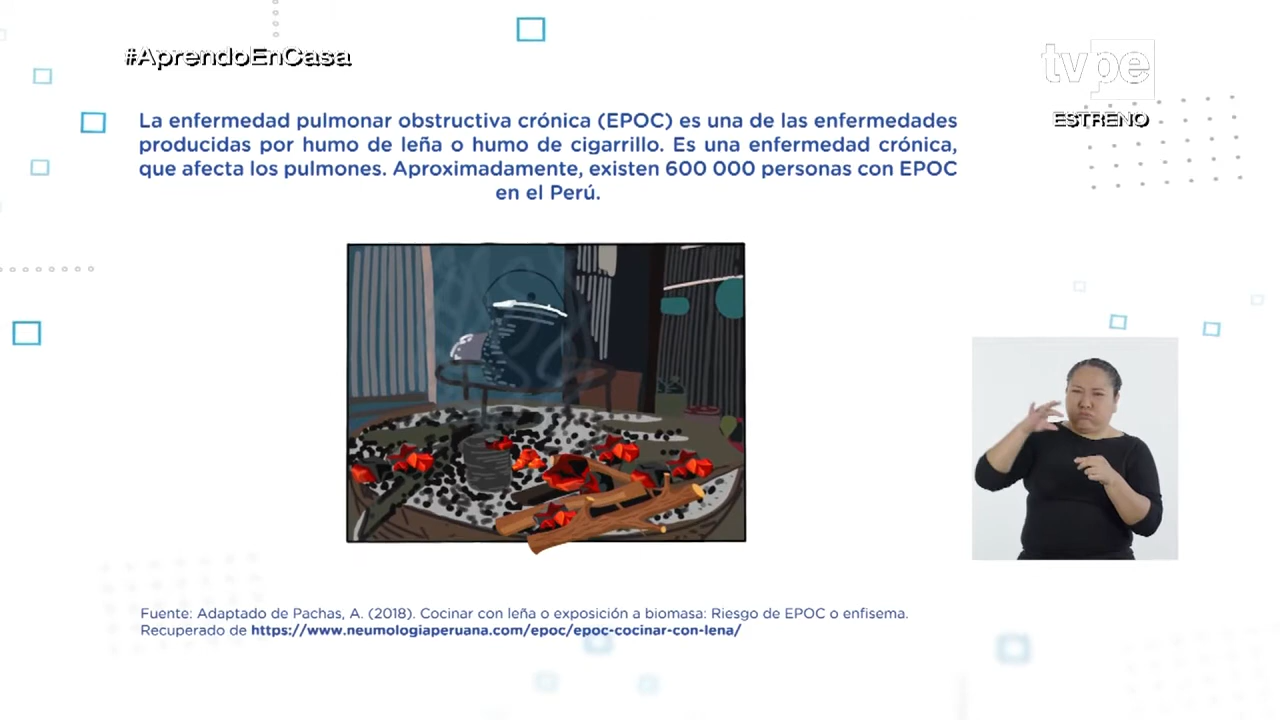 #AprendoEnCasa
tvpe
ESTRENO
La enfermedad pulmonar obstructiva crónica (EPOC) es una de las enfermedades
producidas por humo de leña o humo de cigarrillo. Es una enfermedad crónica,
que afecta los pulmones. Aproximadamente, existen 600 000 personas con EPOC
en el Perú.
Fuente: Adaptado de Pachas, A. (2018). Cocinar con leña o exposición a biomasa: Riesgo de EPOC o enfisema.
Recuperado de https://www.neumologiaperuana.com/epoc/epoc-cocinar-con-lena/